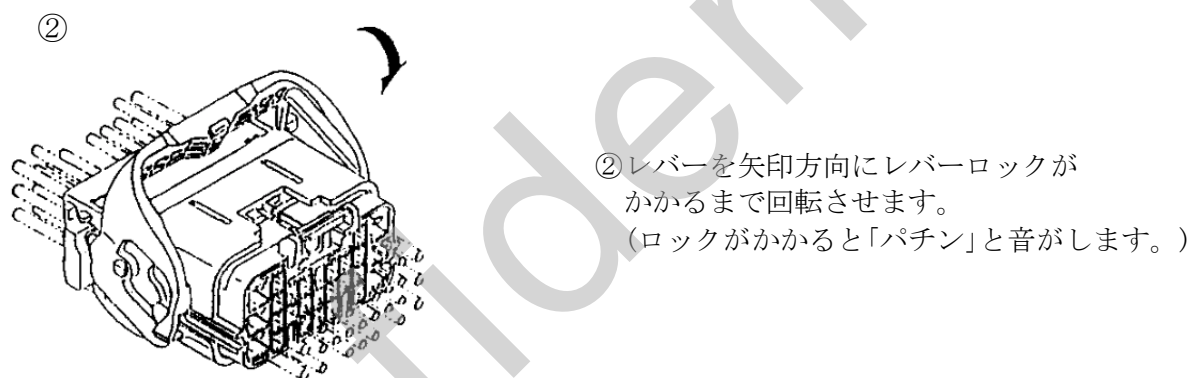 ②
②レバーを矢印方向にレバーロックが
かかるまで回転させます。
(ロックがかかると｢パチン｣と音がします。)